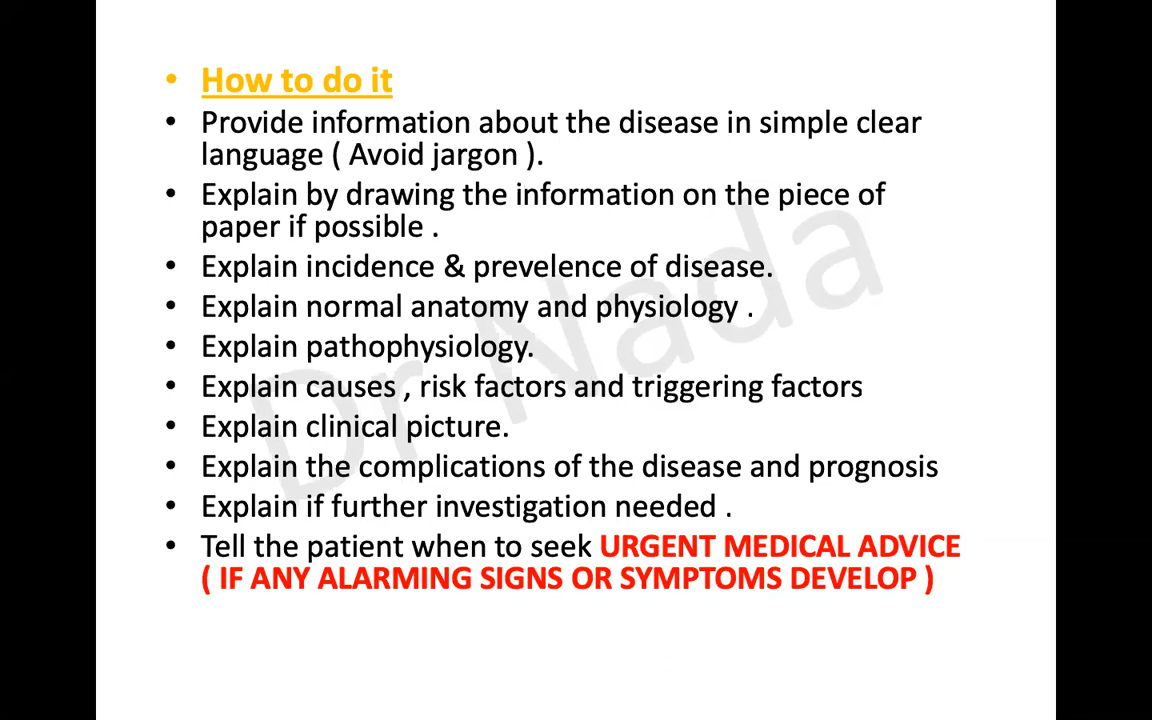 How to do it
Provide information about the disease in simple clear
language ( Avoid jargon ).
Explain by drawing the information on the piece of
paper if possible .
Explain incidence & prevelence of disease.
Explain normal anatomy and physiology .
Explain pathophysiology.
Explain causes , risk factors and triggering factors
Explain clinical picture.
Explain the complications of the disease and prognosis
Explain if further investigation needed .
Tell the patient when to seek URGENT MEDICAL ADVICE
( IF ANY ALARMING SIGNS OR SYMPTOMS DEVELOP )
Dr Nada